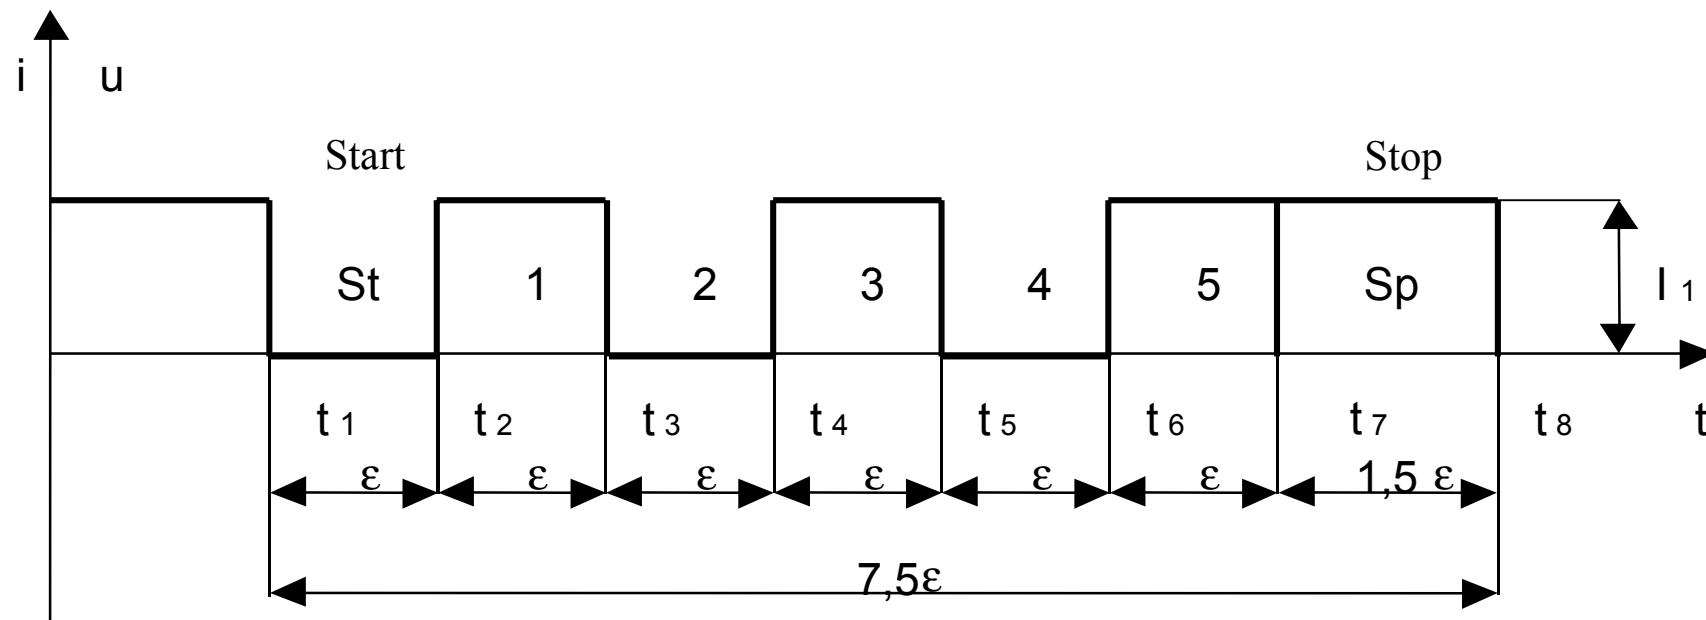 i u
Start Stop
St 1 2 3 4 5 Sp I 1
t 1 t 2 t 3 t 4 t 5 t 6 t 7 t 8 t
ε ε ε ε ε ε 1,5 ε
7,5ε